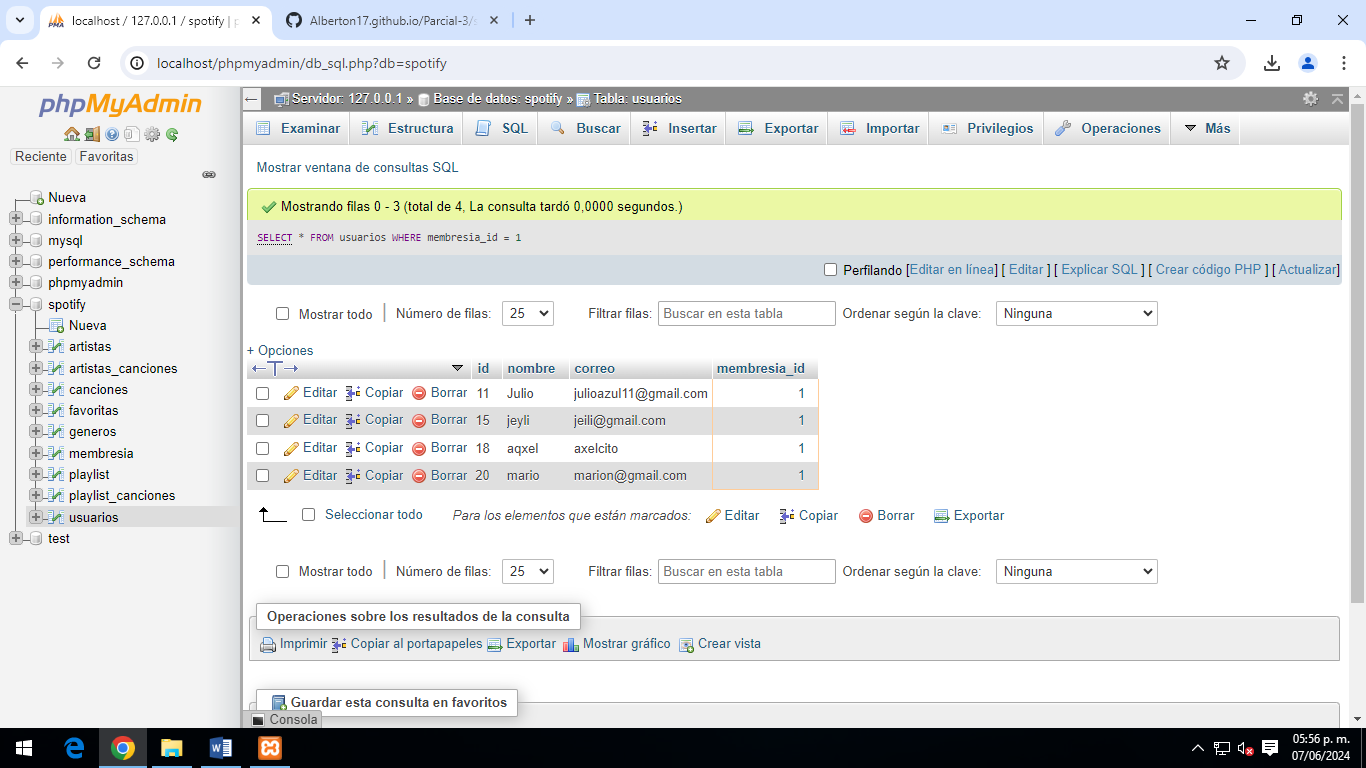 localhost / 127.0.0.1 / spotify | p
Alberton17.github.io/Parcial-3/s
localhost/phpmyadmin/db_sql.php?db=spotify
phpMyAdmin
Reciente Favoritas
Nueva
information_schema
mysql
performance_schema
phpmyadmin
spotify
Nueva
artistas
artistas_canciones
canciones
favoritas
generos
membresia
playlist
playlist_canciones
usuarios
test
Servidor: 127.0.0.1 » Base de datos: spotify » Tabla: usuarios
Examinar Estructura SQL Buscar Insertar Exportar Importar Privilegios Operaciones Más
Mostrar ventana de consultas SQL
Mostrando filas 0 - 3 (total de 4, La consulta tardó 0,0000 segundos.)
SELECT * FROM usuarios WHERE membresia_id = 1
Perfilando [Editar en línea] [ Editar ] [ Explicar SQL ] [ Crear código PHP ] [ Actualizar]
Mostrar todo | Número de filas: 25 Filtrar filas: Buscar en esta tabla Ordenar según la clave: Ninguna
+ Opciones
←T→ id nombre correo membresia_id
Editar Copiar Borrar 11 Julio julioazul11@gmail.com 1
Editar Copiar Borrar 15 jeyli jeili@gmail.com 1
Editar Copiar Borrar 18 aqxel axelcito 1
Editar Copiar Borrar 20 mario marion@gmail.com 1
Seleccionar todo Para los elementos que están marcados: Editar Copiar Borrar Exportar
Mostrar todo | Número de filas: 25 Filtrar filas: Buscar en esta tabla Ordenar según la clave: Ninguna
Operaciones sobre los resultados de la consulta
Imprimir Copiar al portapapeles Exportar Mostrar gráfico Crear vista
Guardar esta consulta en favoritos
Consola
05:56 p. m.
07/06/2024